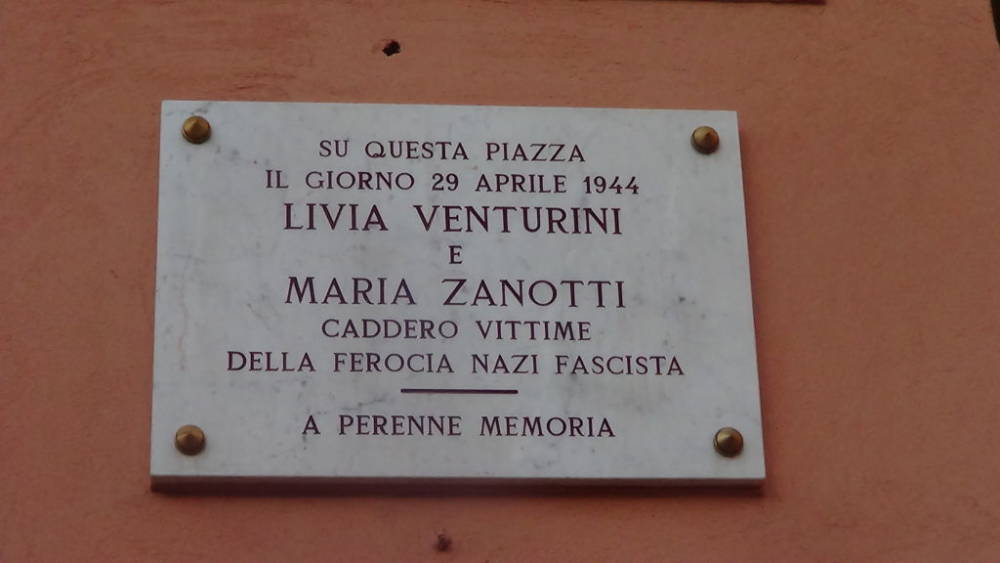 SU QUESTA PIAZZA
IL GIORNO 29 APRILE 1944
LIVIA VENTURINI
E
MARIA ZANOTTI
CADDERO VITTIME
DELLA FEROCIA NAZI FASCISTA
A PERENNE MEMORIA